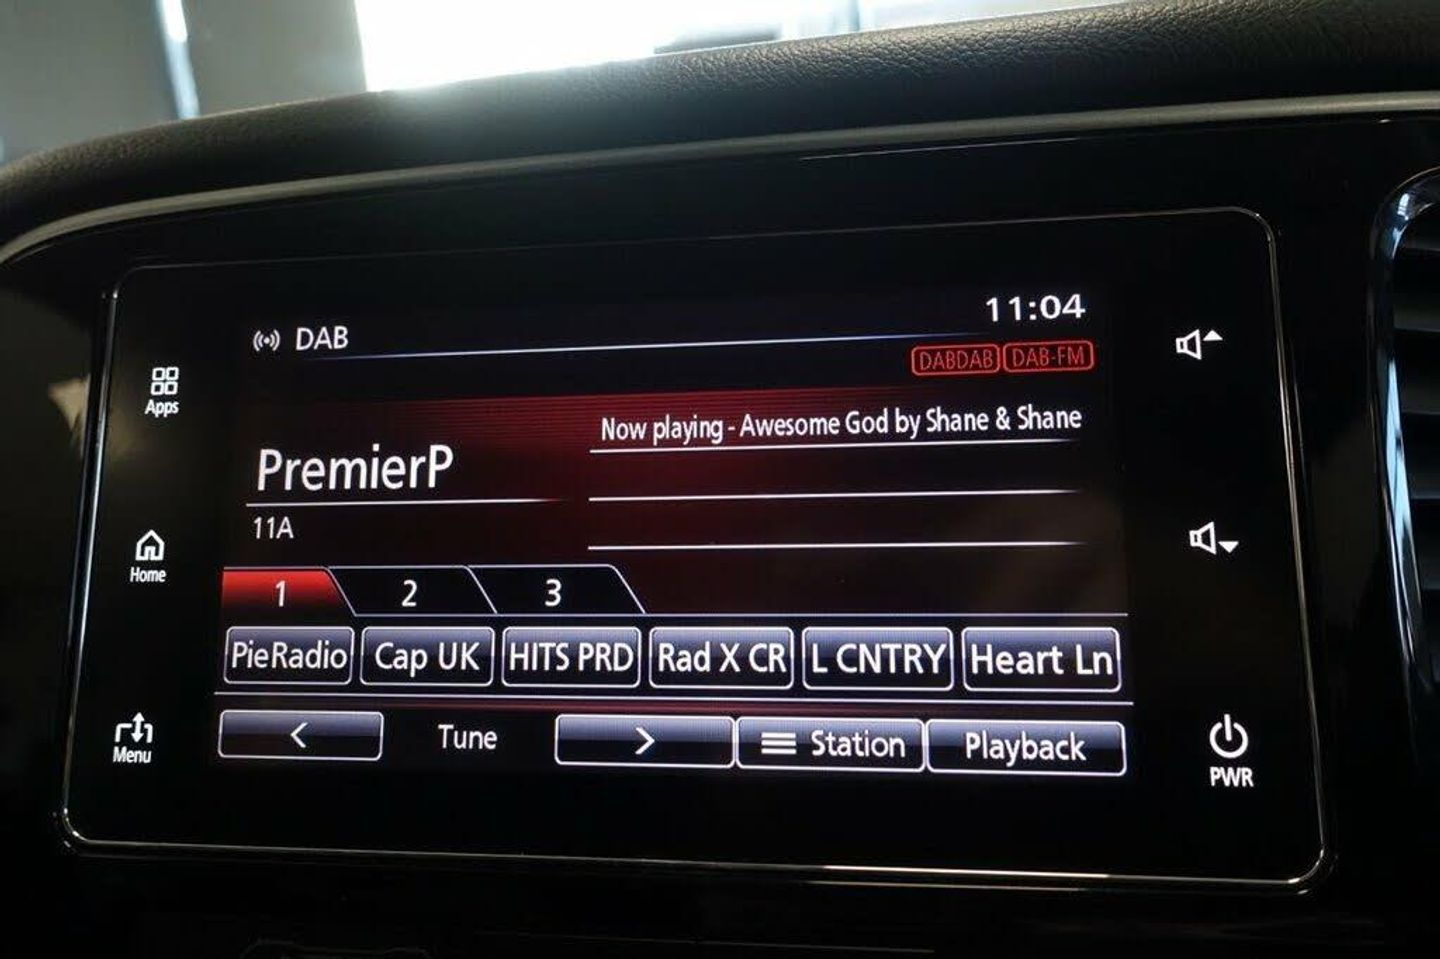 11:04
DAB
DABDAB DAB-FM
Apps
Now playing - Awesome God by Shane & Shane
PremierP
11A
Home
1 2 3
PieRadio Cap UK HITS PRD Rad X CR L CNTRY Heart Ln
Menu
< Tune > Station Playback
PWR